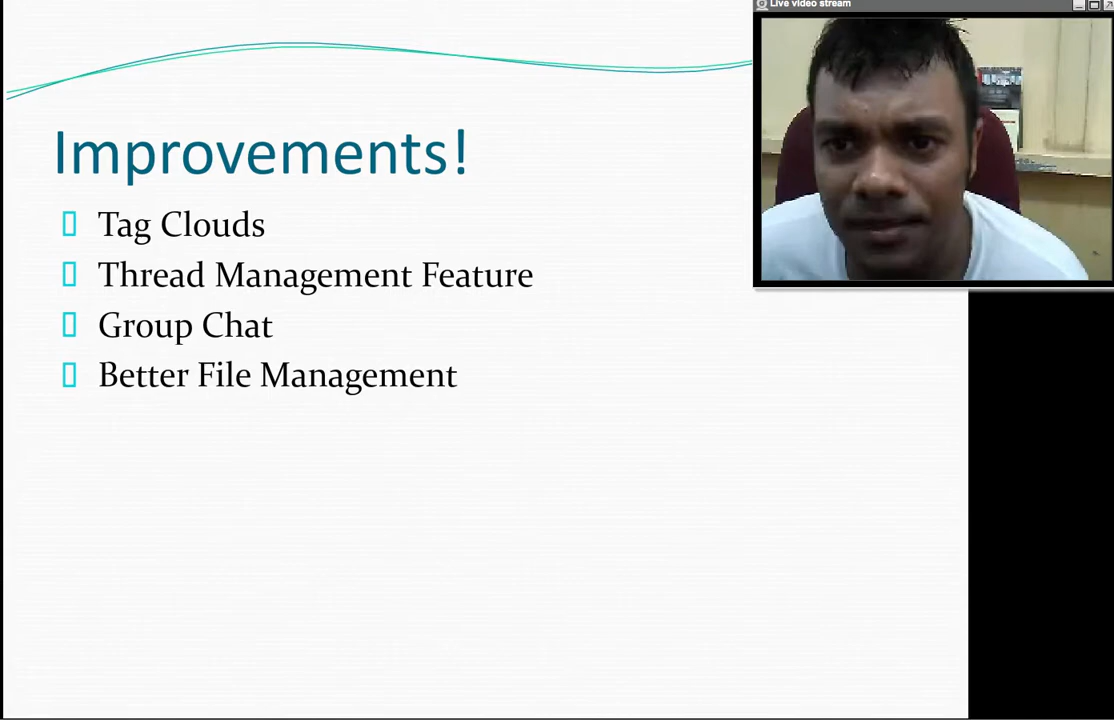 Live video stream
Improvements!
Tag Clouds
Thread Management Feature
Group Chat
Better File Management